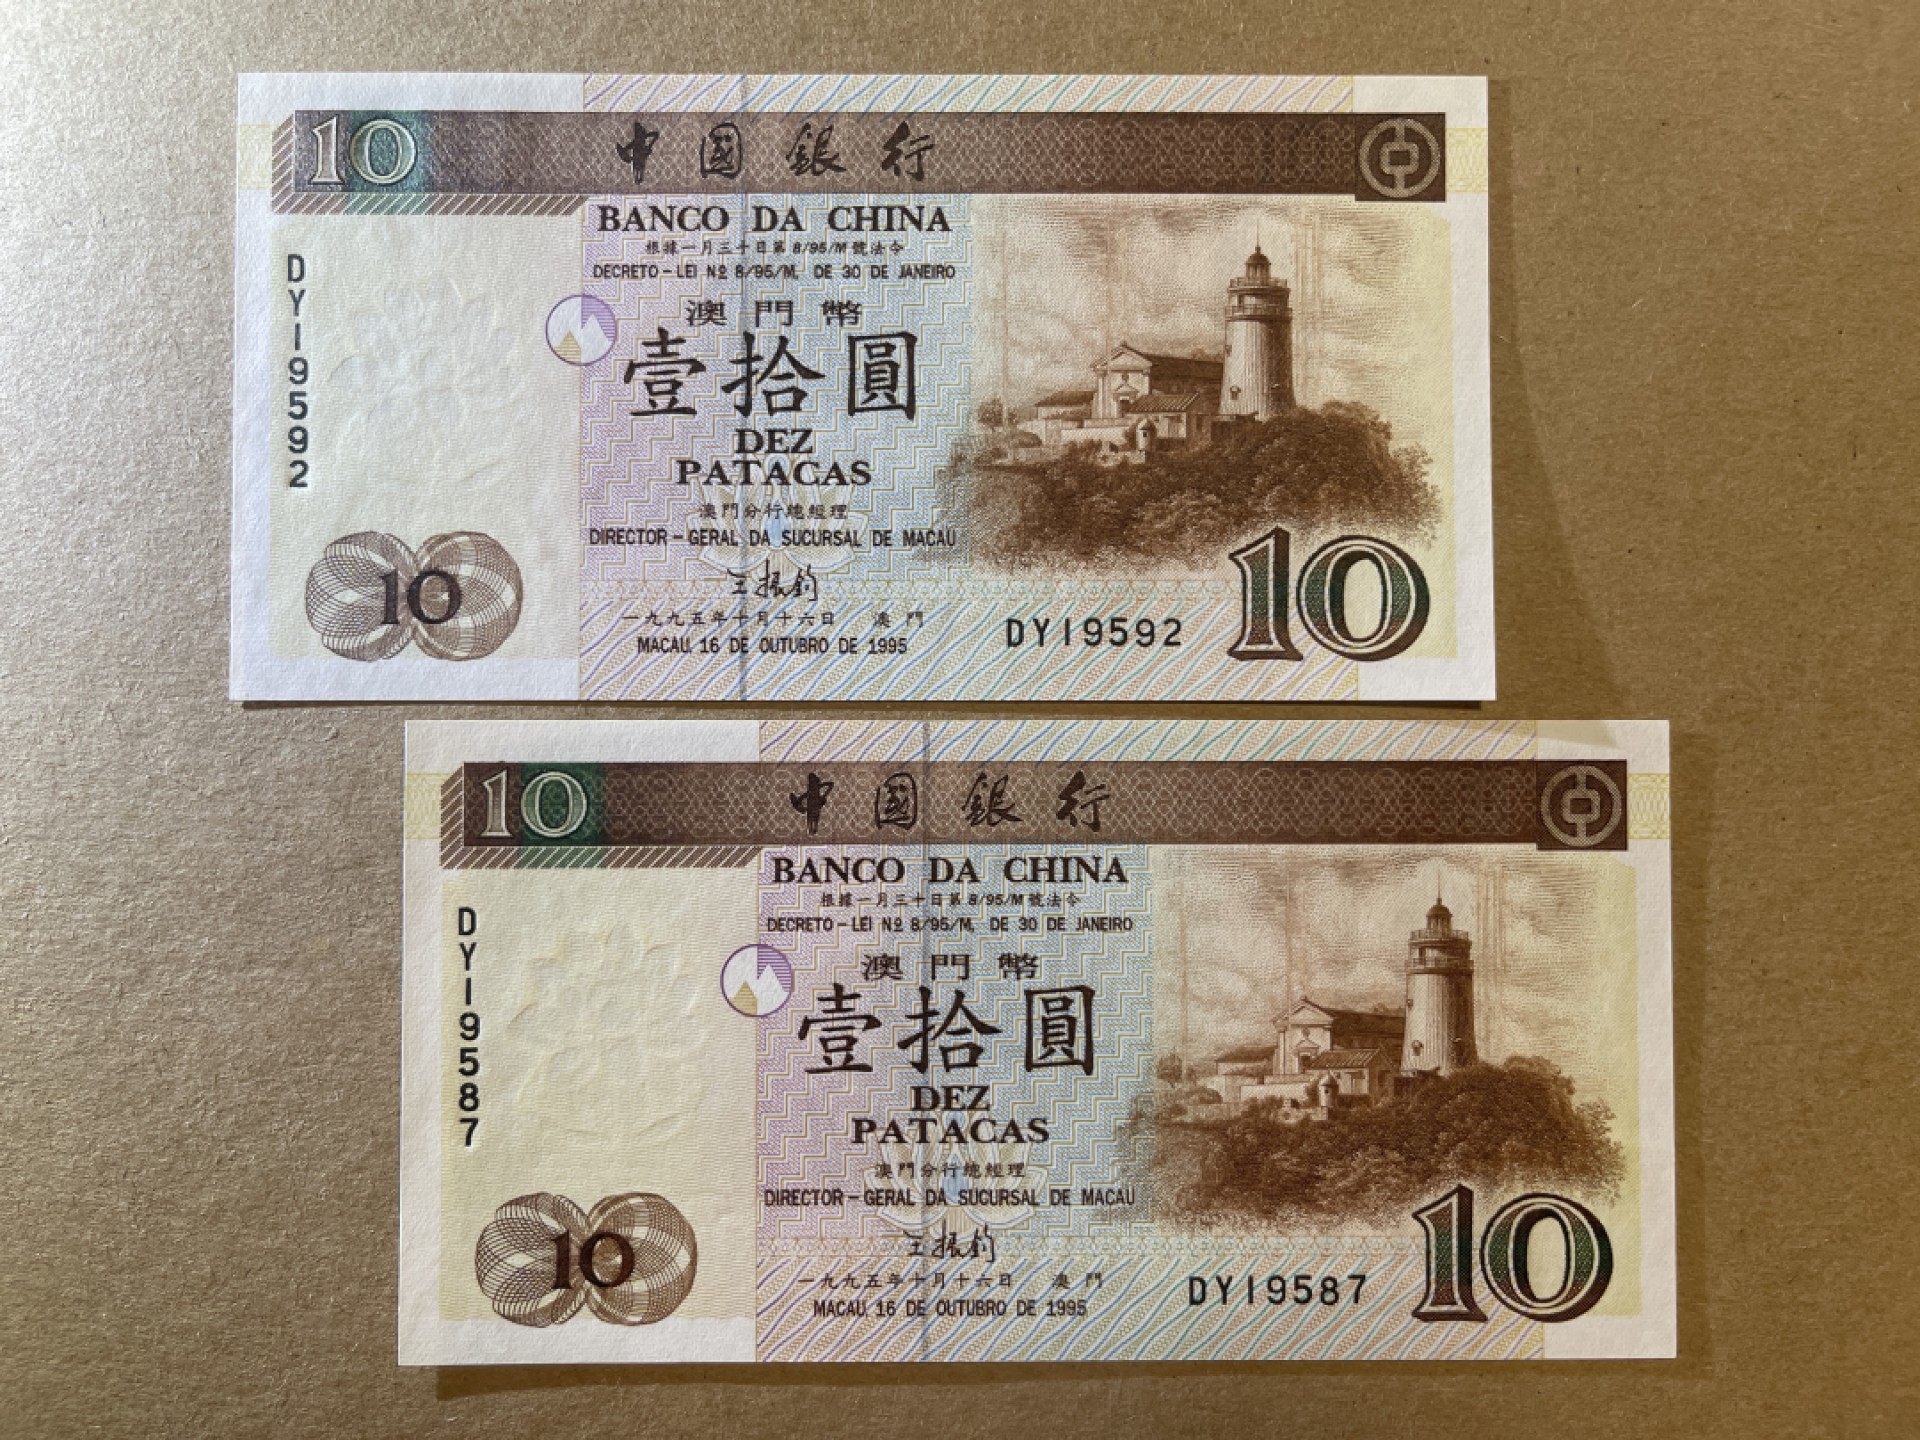 10 中國銀行
BANCO DA CHINA
根據一月三十日第8/95/M號法令
DECRETO-LEI Nº 8/95/M, DE 30 DE JANEIRO
DY19592
澳門幣
壹拾圓
DEZ
PATACAS
澳門分行總經理
DIRECTOR-GERAL DA SUCURSAL DE MACAU
王振鈞
10
一九九五年十月十六日 澳門
MACAU, 16 DE OUTUBRO DE 1995
DY19592
10
10 中國銀行
BANCO DA CHINA
根據一月三十日第8/95/M號法令
DECRETO-LEI Nº 8/95/M, DE 30 DE JANEIRO
DY19587
澳門幣
壹拾圓
DEZ
PATACAS
澳門分行總經理
DIRECTOR-GERAL DA SUCURSAL DE MACAU
王振鈞
10
一九九五年十月十六日 澳門
MACAU, 16 DE OUTUBRO DE 1995
DY19587
10